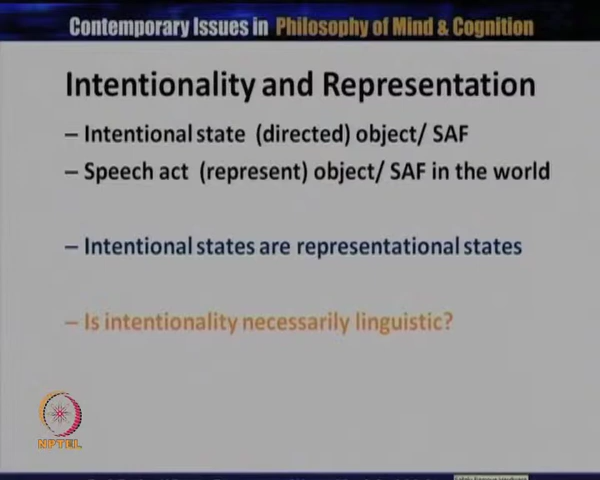 Contemporary Issues in Philosophy of Mind & Cognition
Intentionality and Representation
– Intentional state (directed) object/ SAF
– Speech act (represent) object/ SAF in the world
– Intentional states are representational states
– Is intentionality necessarily linguistic?
NPTEL